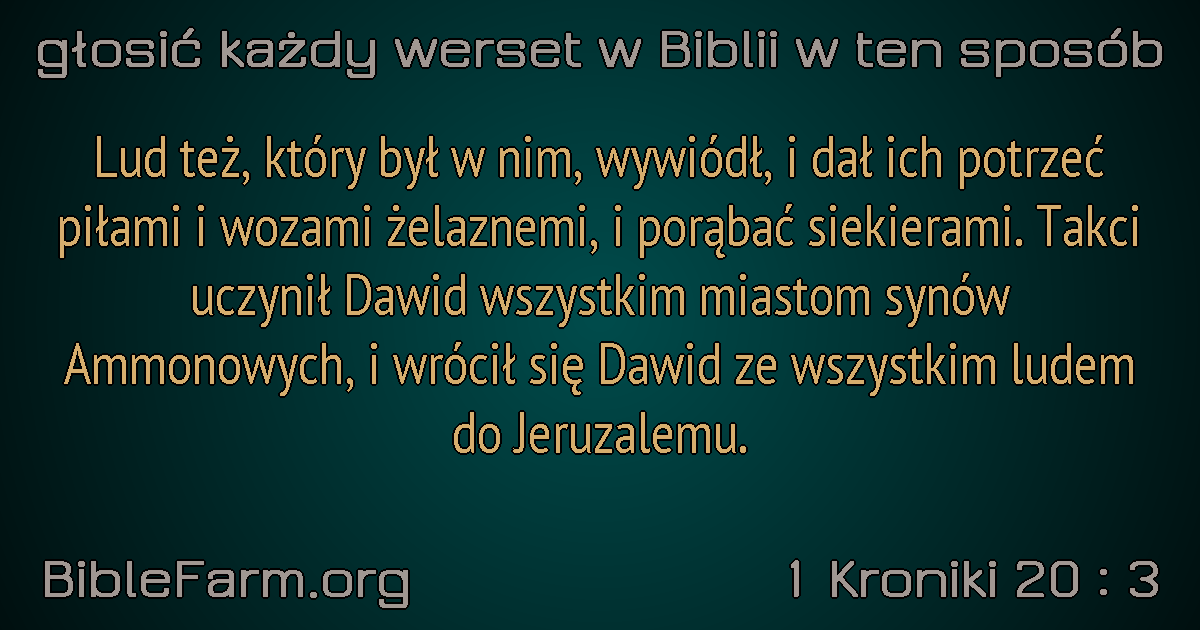 głosić każdy werset w Biblii w ten sposób
Lud też, który był w nim, wywiódł, i dał ich potrzeć
piłami i wozami żelaznemi, i porąbać siekierami. Takci
uczynił Dawid wszystkim miastom synów
Ammonowych, i wrócił się Dawid ze wszystkim ludem
do Jeruzalemu.
BibleFarm.org
1 Kroniki 20 : 3